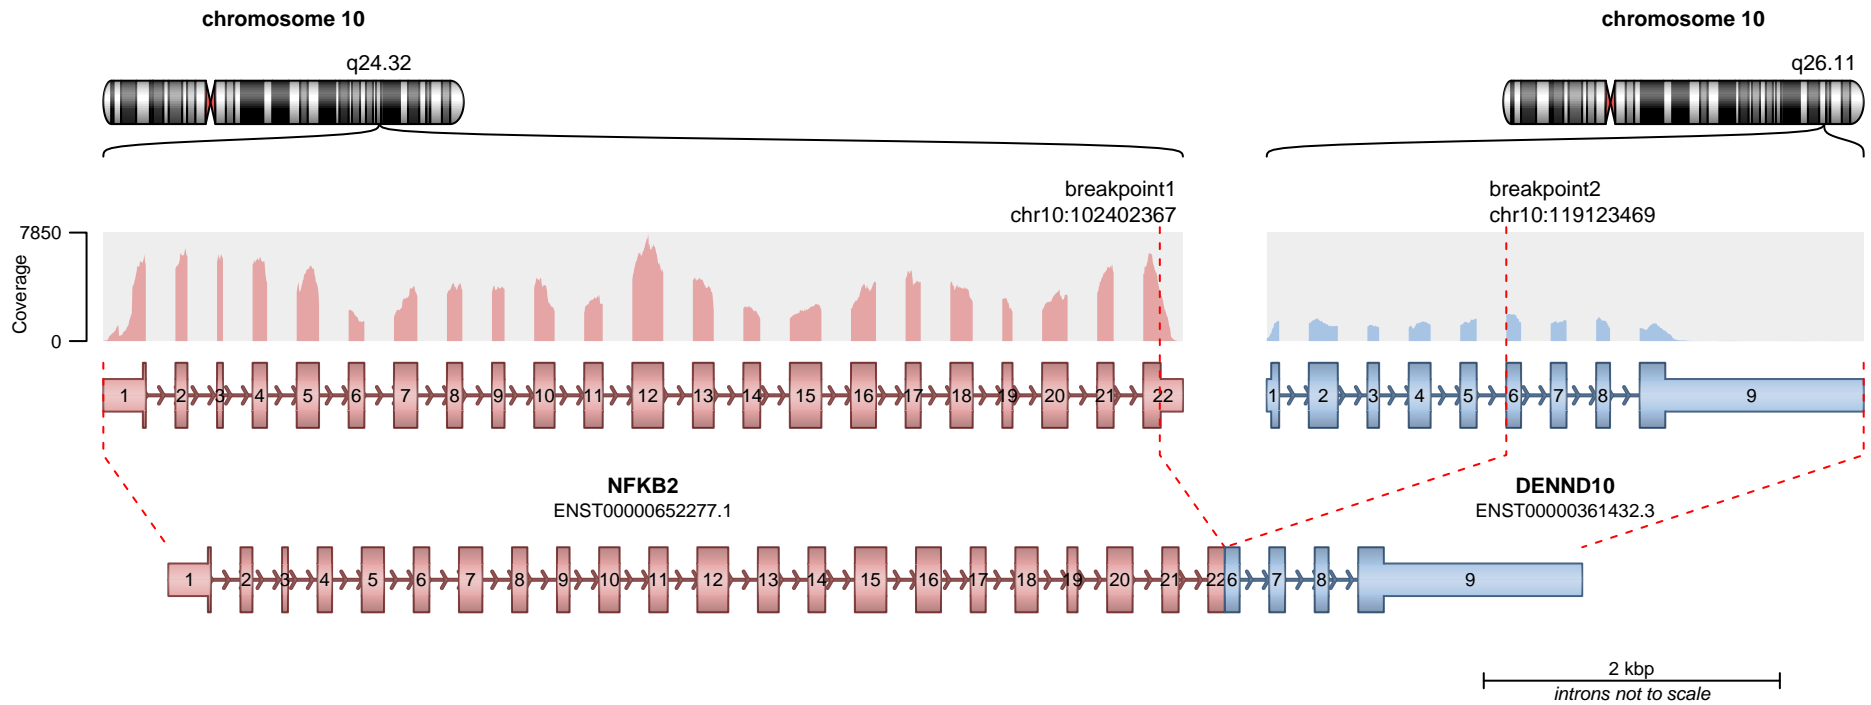 chromosome 10
chromosome 10
q24.32
q26.11
breakpoint1
chr10:102402367
breakpoint2
chr10:119123469
7850
Coverage
0
1 2 3 4 5 6 7 8 9 10 11 12 13 14 15 16 17 18 19 20 21 22
1 2 3 4 5 6 7 8 9
NFKB2
ENST00000652277.1
DENND10
ENST00000361432.3
1 2 3 4 5 6 7 8 9 10 11 12 13 14 15 16 17 18 19 20 21 22 6 7 8 9
2 kbp
introns not to scale